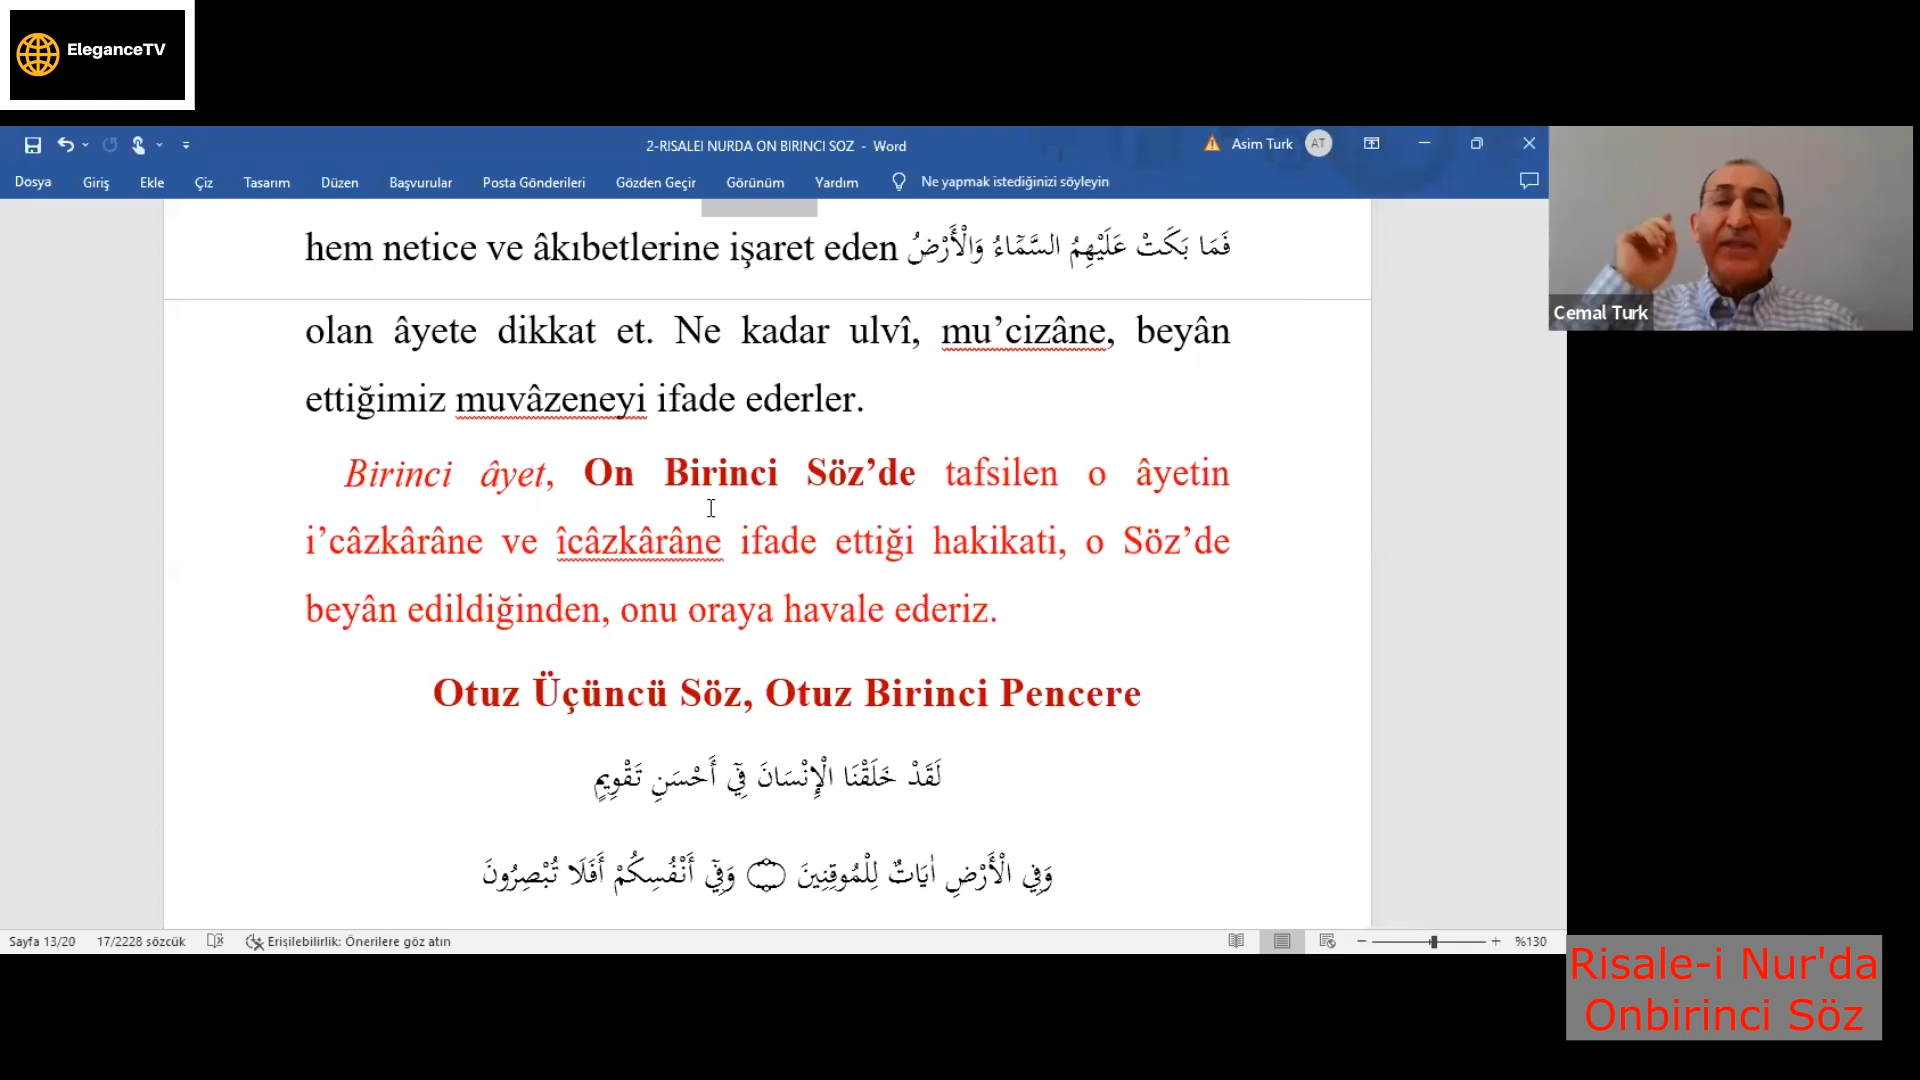 EleganceTV
2-RISALEI NURDA ON BIRINCI SOZ - Word
Asim Turk AT
Dosya Giriş Ekle Çiz Tasarım Düzen Başvurular Posta Gönderileri Gözden Geçir Görünüm Yardım Ne yapmak istediğinizi söyleyin
hem netice ve âkıbetlerine işaret eden فَمَا بَكَتْ عَلَيْهِمُ السَّمَٓاءُ وَالْاَرْضُ
olan âyete dikkat et. Ne kadar ulvî, mu’cizâne, beyân
ettiğimiz muvâzeneyi ifade ederler.
Birinci âyet, On Birinci Söz’de tafsilen o âyetin
i’câzkârâne ve îcâzkârâne ifade ettiği hakikati, o Söz’de
beyân edildiğinden, onu oraya havale ederiz.
Otuz Üçüncü Söz, Otuz Birinci Pencere
لَقَدْ خَلَقْنَا الْاِنْسَانَ فِٓي اَحْسَنِ تَقْوِيمٍ
وَفِي الْاَرْضِ اٰيَاتٌ لِلْمُوقِنِينَ ۝ وَفِٓي اَنْفُسِكُمْ اَفَلَا تُبْصِرُونَ
Cemal Turk
Sayfa 13/20 17/2228 sözcük Erişilebilirlik: Önerilere göz atın %130
Risale-i Nur'da
Onbirinci Söz